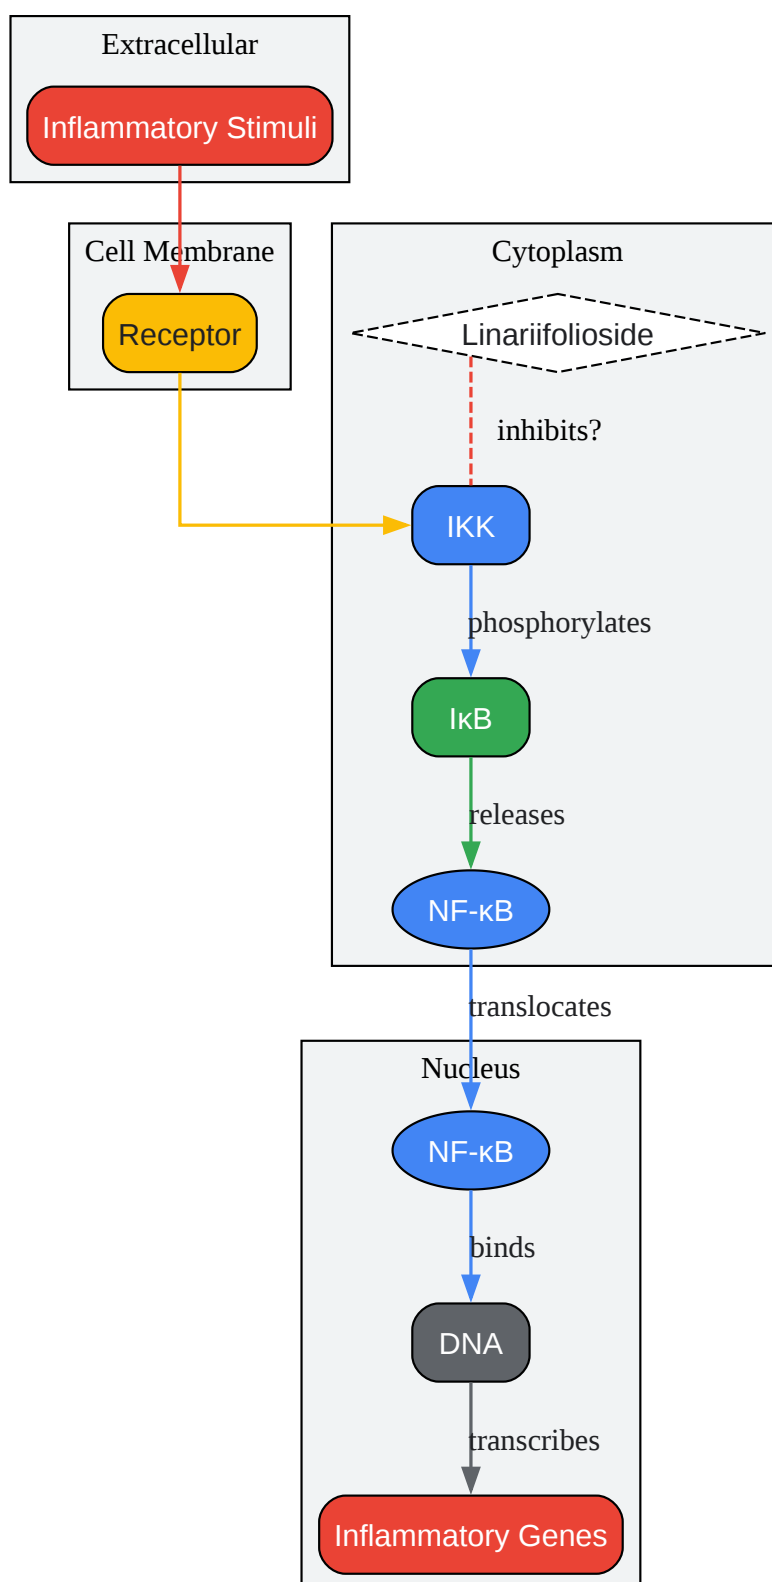 Extracellular
Inflammatory Stimuli
Cell Membrane
Receptor
Cytoplasm
Linariifolioside
inhibits?
IKK
phosphorylates
IκB
releases
NF-κB
translocates
Nucleus
NF-κB
binds
DNA
transcribes
Inflammatory Genes